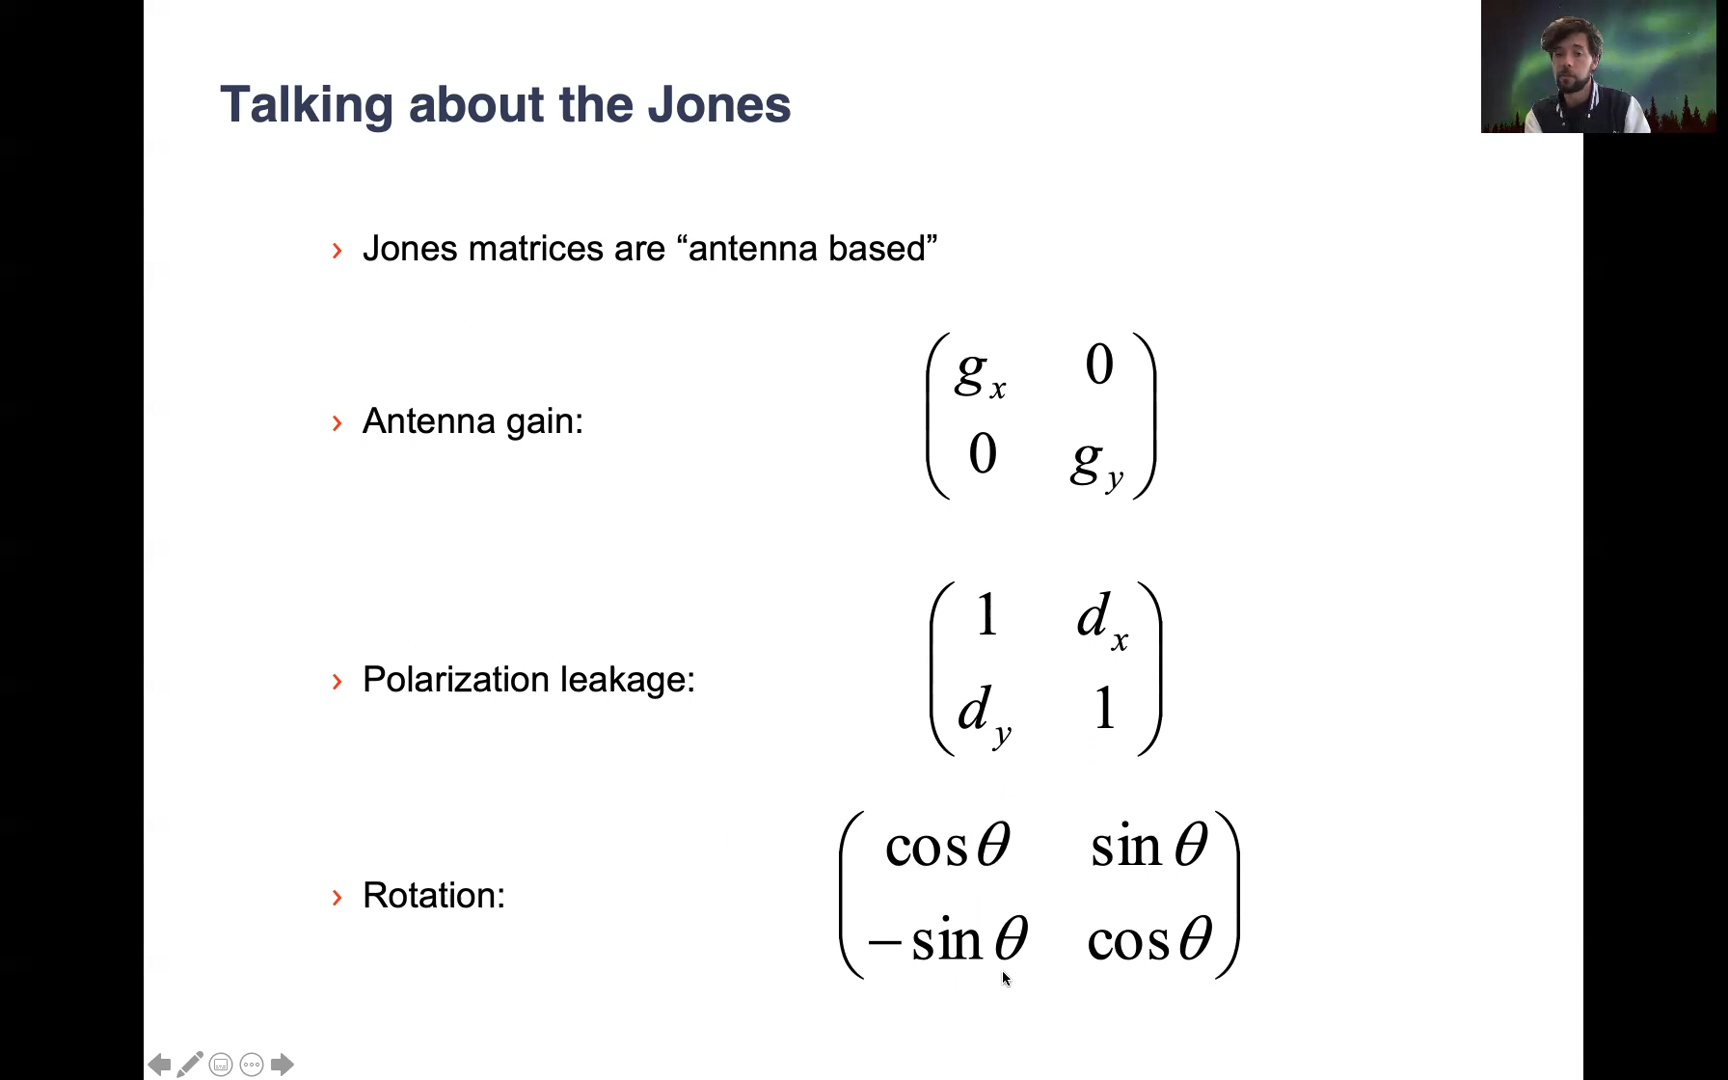 Talking about the Jones
› Jones matrices are “antenna based”
› Antenna gain:
g_x 0
0 g_y
› Polarization leakage:
1 d_x
d_y 1
› Rotation:
cos θ sin θ
− sin θ cos θ